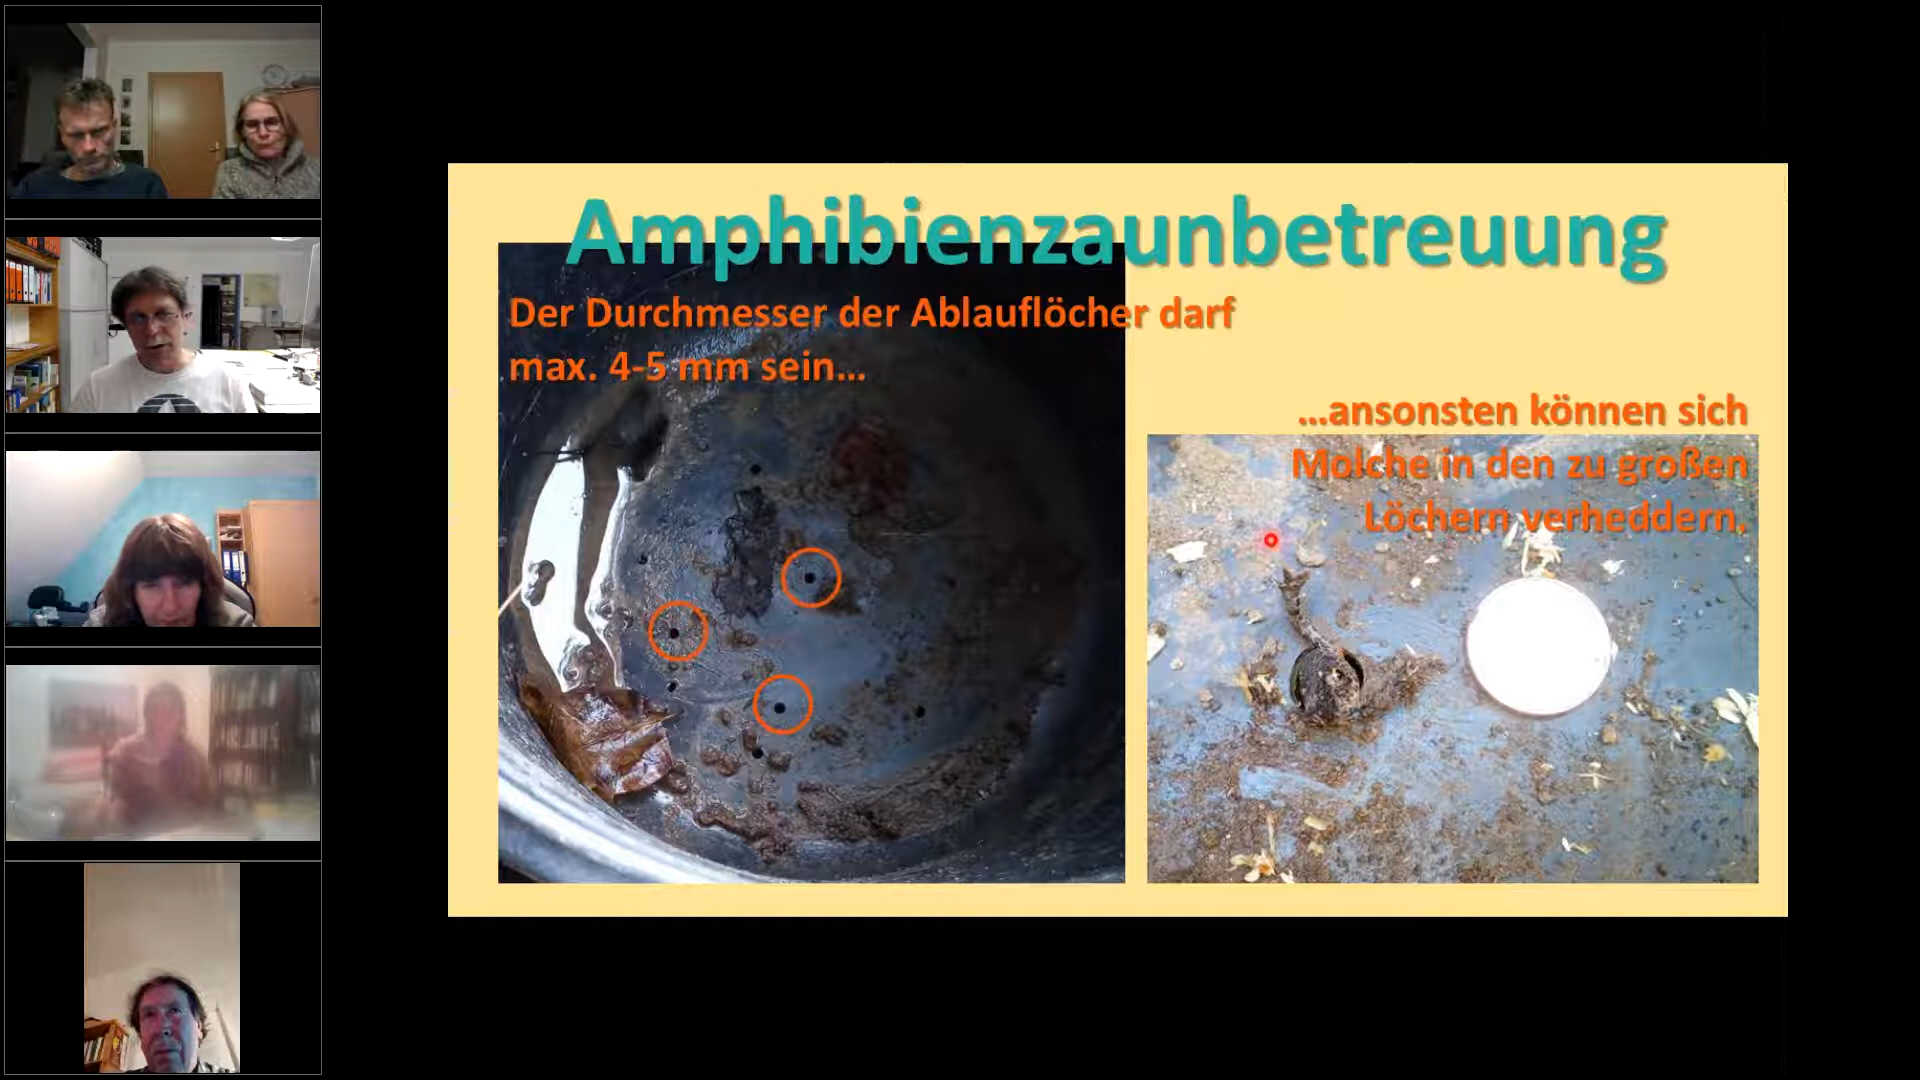 Amphibienzaunbetreuung
Der Durchmesser der Ablauflöcher darf
max. 4-5 mm sein...
...ansonsten können sich
Molche in den zu großen
Löchern verheddern.